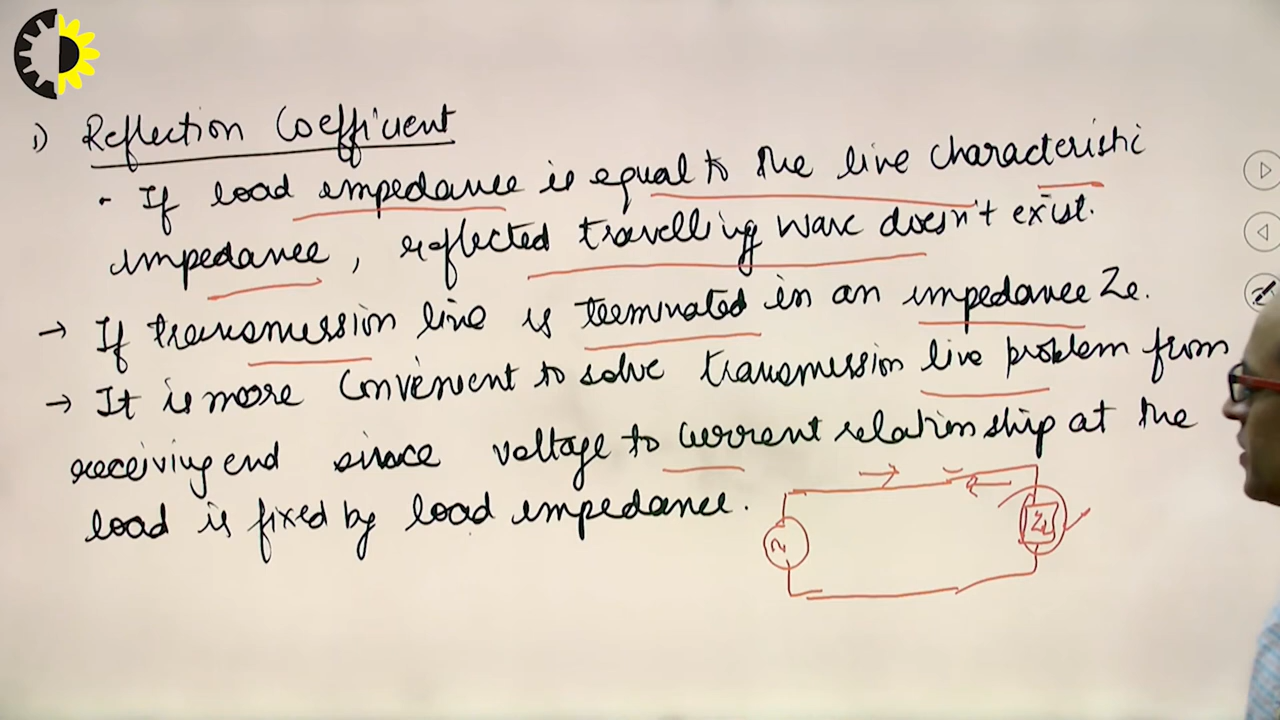 1) Reflection Coefficient
· If load impedance is equal to the line characteristic
impedance, reflected travelling wave doesn't exist.
→ If transmission line is terminated in an impedance Ze.
→ It is more convenient to solve transmission line problem from
receiving end since voltage to current relationship at the
load is fixed by load impedance.
ZL